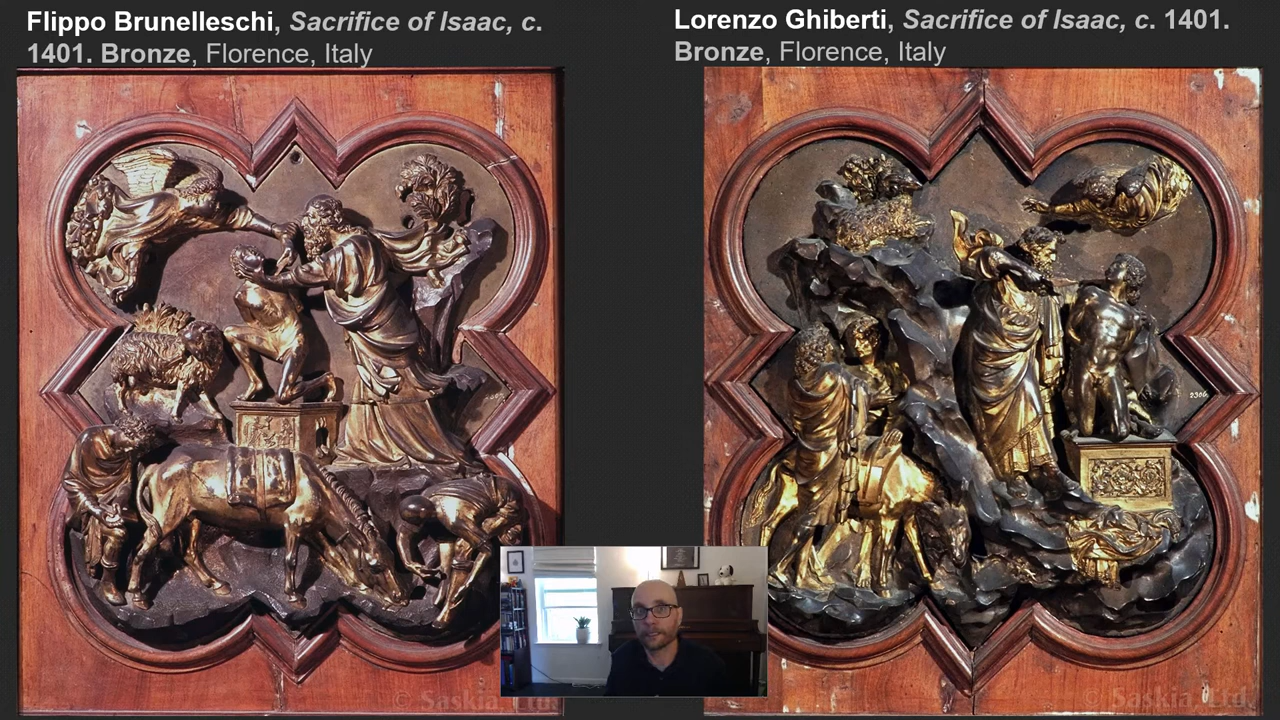 Flippo Brunelleschi, Sacrifice of Isaac, c.
1401. Bronze, Florence, Italy
Lorenzo Ghiberti, Sacrifice of Isaac, c. 1401.
Bronze, Florence, Italy
2306
© Saskia, Ltd.
© Saskia, Ltd.